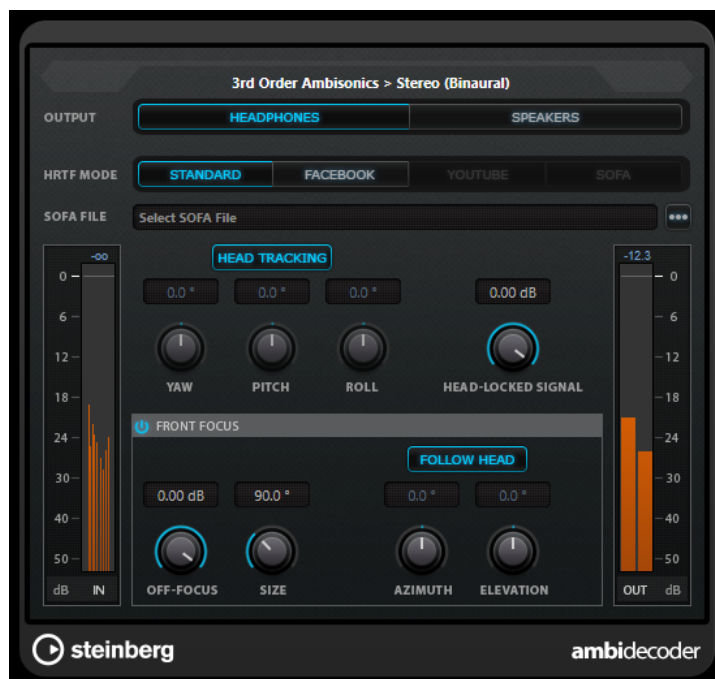 3rd Order Ambisonics > Stereo (Binaural)
OUTPUT HEADPHONES SPEAKERS
HRTF MODE STANDARD FACEBOOK YOUTUBE SOFA
SOFA FILE Select SOFA File •••
-∞ HEAD TRACKING -12.3
0 0.0 ° 0.0 ° 0.0 ° 0.00 dB 0
6 6
12 12
YAW PITCH ROLL HEAD-LOCKED SIGNAL
18 18
FRONT FOCUS
24 24
FOLLOW HEAD
30 30
0.00 dB 90.0 ° 0.0 ° 0.0 °
40 40
50 50
dB IN OFF-FOCUS SIZE AZIMUTH ELEVATION OUT dB
steinberg ambidecoder